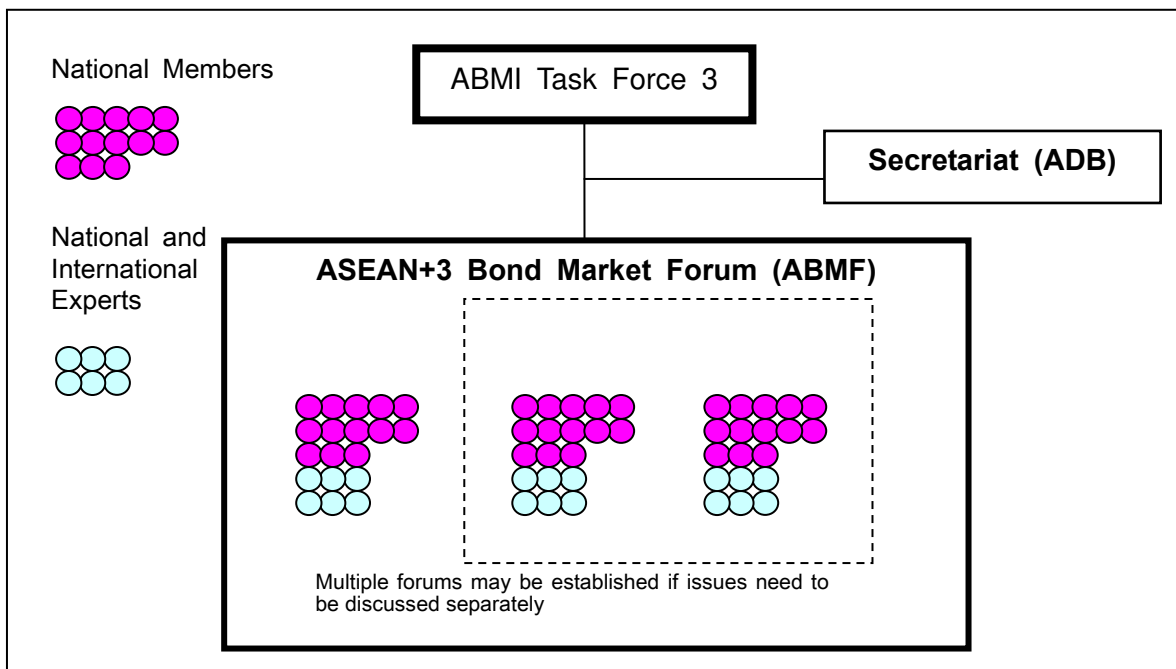 National Members
ABMI Task Force 3
Secretariat (ADB)
National and
International
Experts
ASEAN+3 Bond Market Forum (ABMF)
Multiple forums may be established if issues need to
be discussed separately